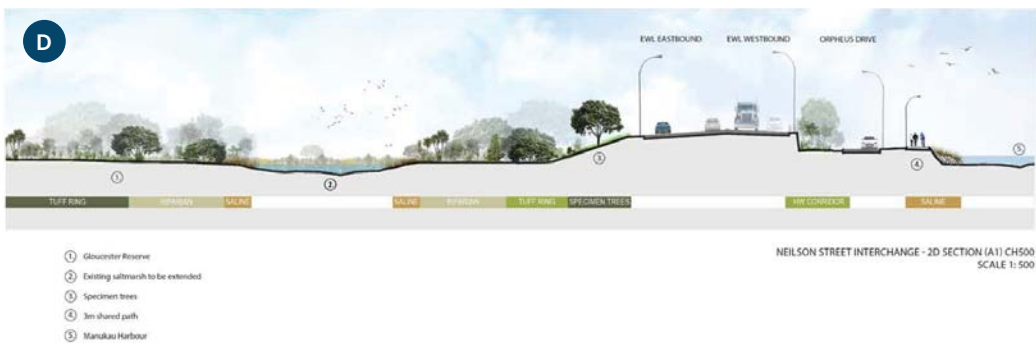 D
EWL EASTBOUND EWL WESTBOUND ORPHEUS DRIVE
1. 2. 3. 4. 5.
TUFF RING RIPARIAN SALINE SALINE RIPARIAN TUFF RING SPECIMEN TREES HW CORRIDOR SALINE
NEILSON STREET INTERCHANGE - 2D SECTION (A1) CH500
SCALE 1: 500
1. Gloucester Reserve
2. Existing saltmarsh to be extended
3. Specimen trees
4. 3m shared path
5. Manukau Harbour